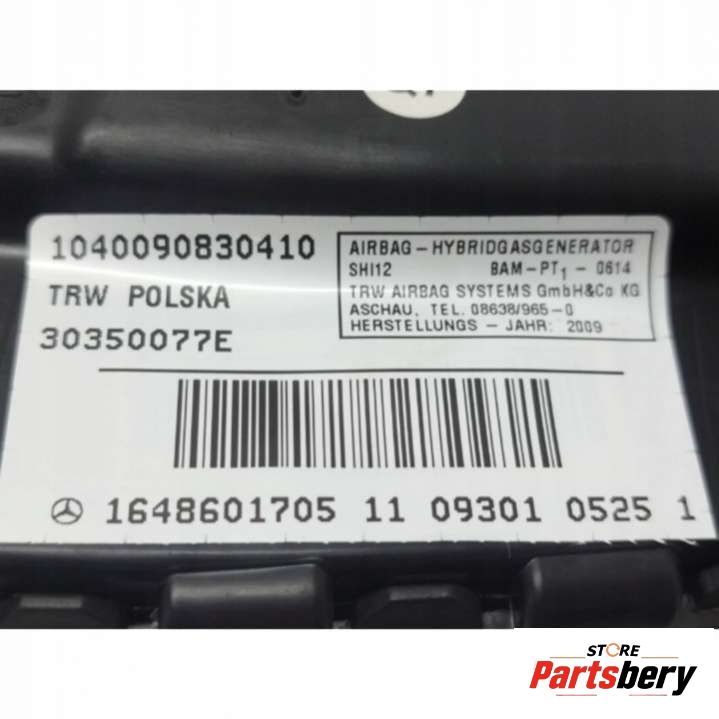 1040090830410
TRW POLSKA
30350077E
AIRBAG-HYBRIDGASGENERATOR
SHI12 BAM-PT1-0614
TRW AIRBAG SYSTEMS GmbH&Co KG
ASCHAU, TEL. 08638/965-0
HERSTELLUNGS-JAHR: 2009
1648601705 11 09301 0525 1
STORE
Partsbery